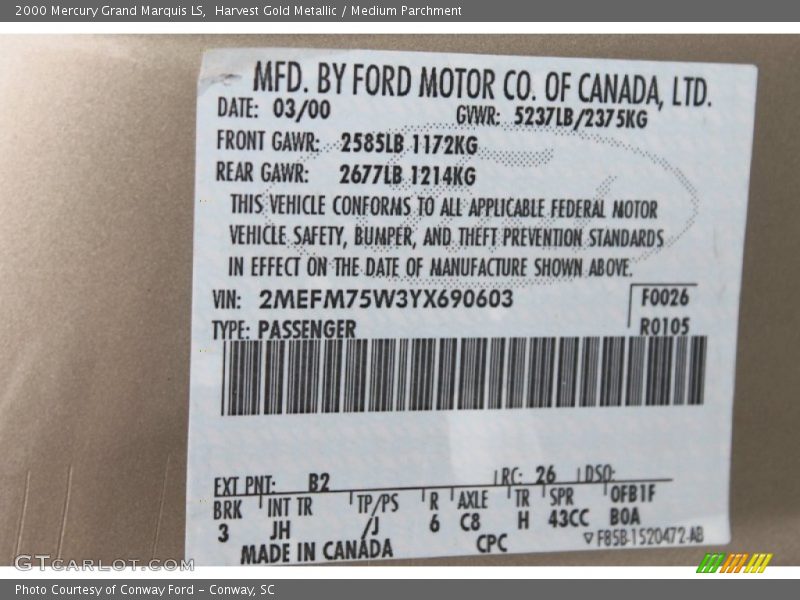 2000 Mercury Grand Marquis LS,  Harvest Gold Metallic / Medium Parchment
MFD. BY FORD MOTOR CO. OF CANADA, LTD.
DATE: 03/00 GVWR: 5237LB/2375KG
FRONT GAWR: 2585LB 1172KG
REAR GAWR: 2677LB 1214KG
THIS VEHICLE CONFORMS TO ALL APPLICABLE FEDERAL MOTOR
VEHICLE SAFETY, BUMPER, AND THEFT PREVENTION STANDARDS
IN EFFECT ON THE DATE OF MANUFACTURE SHOWN ABOVE.
VIN: 2MEFM75W3YX690603 F0026
TYPE: PASSENGER R0105
EXT PNT: B2 RC: 26 DSO:
BRK INT TR TP/PS R AXLE TR SPR 0FB1F
3 JH /J 6 C8 H 43CC B0A
MADE IN CANADA CPC ▽F85B-1520472-AB
GTCARLOT.COM
Photo Courtesy of Conway Ford – Conway, SC